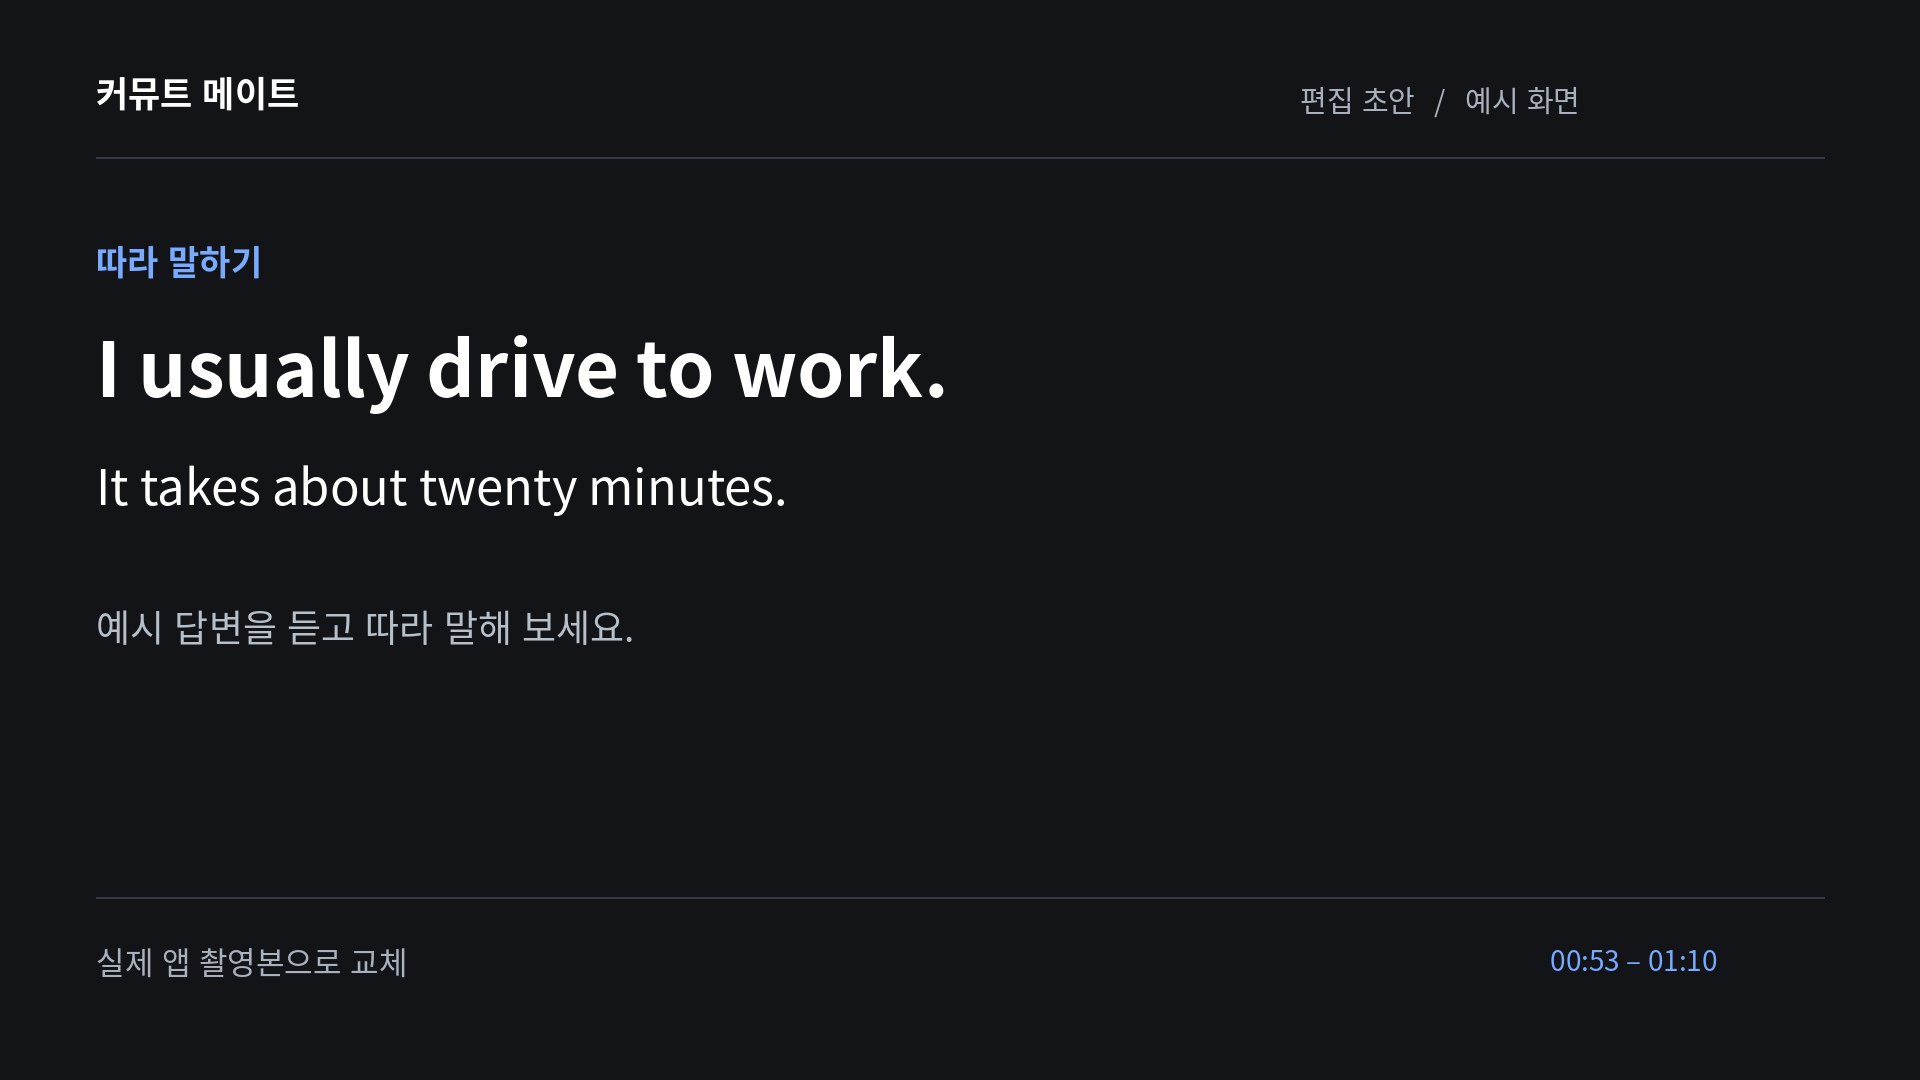 커뮤트 메이트
편집 초안 / 예시 화면
따라 말하기
I usually drive to work.
It takes about twenty minutes.
예시 답변을 듣고 따라 말해 보세요.
실제 앱 촬영본으로 교체
00:53 – 01:10